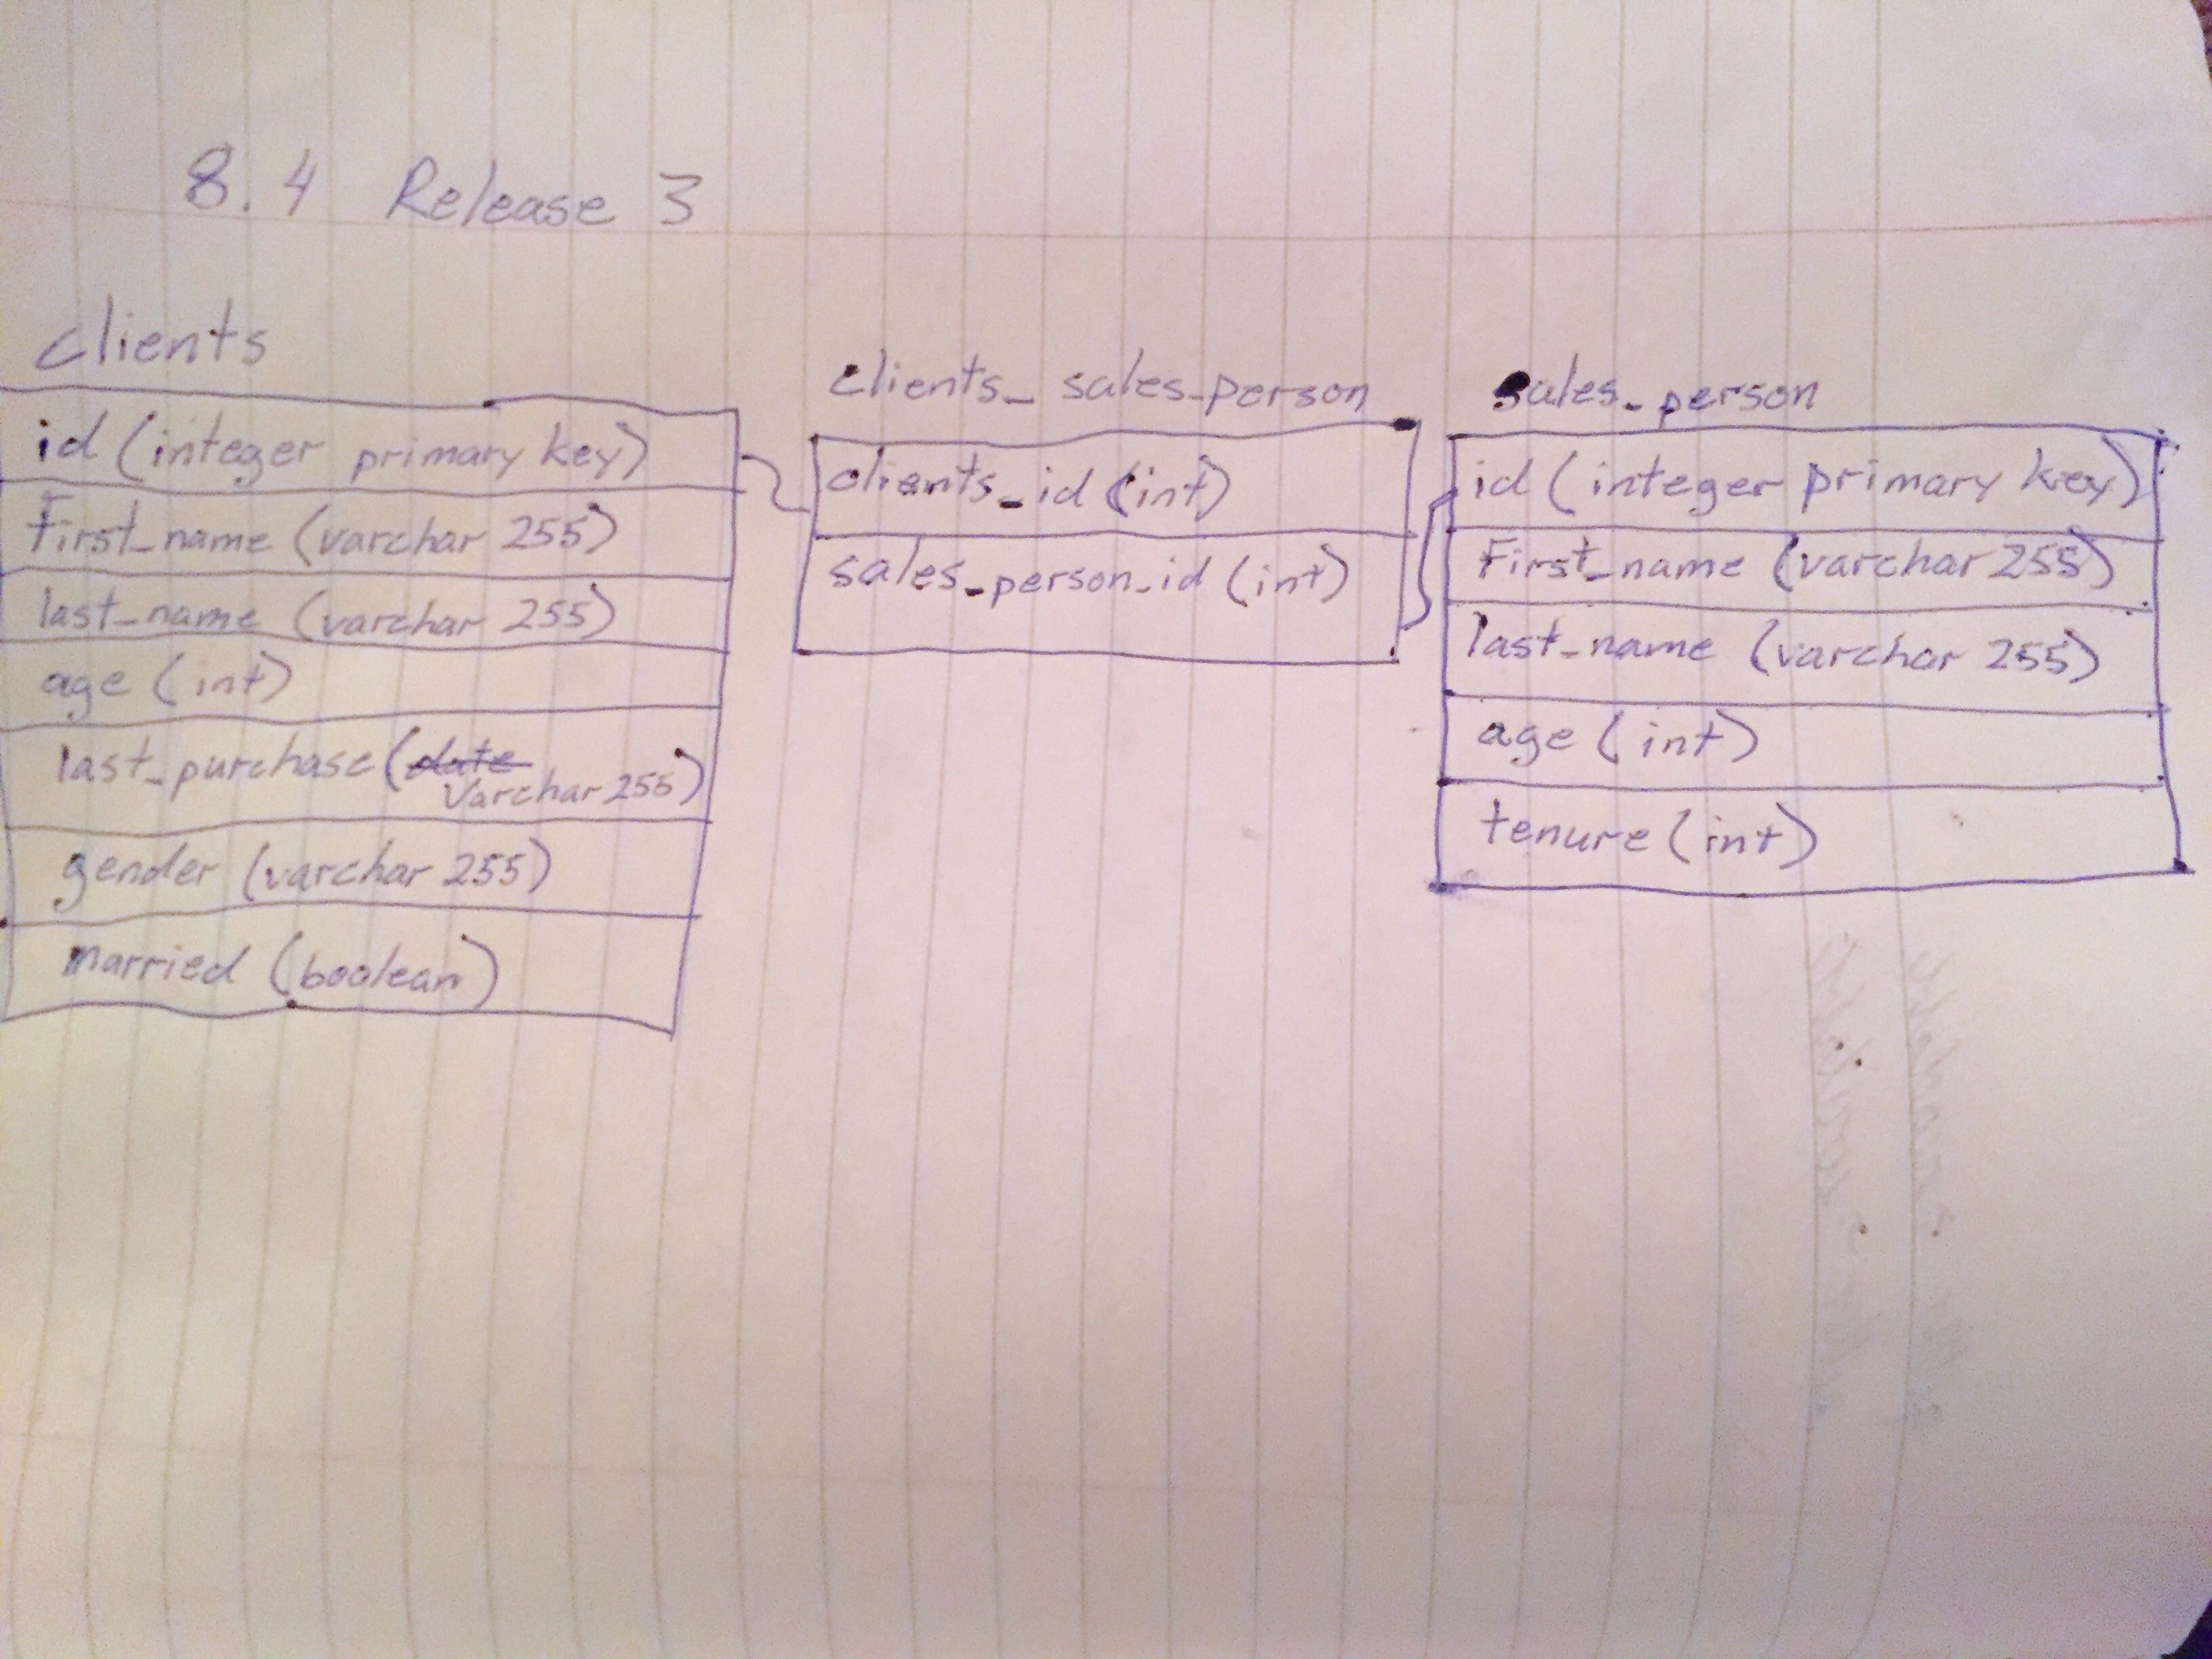 8.4 Release 3
clients
id (integer primary key)
First_name (varchar 255)
last_name (varchar 255)
age (int)
last_purchase (date
Varchar 255)
gender (varchar 255)
married (boolean)
clients_sales_person
clients_id (int)
sales_person_id (int)
sales_person
id (integer primary key)
First_name (varchar 255)
last_name (varchar 255)
age (int)
tenure (int)